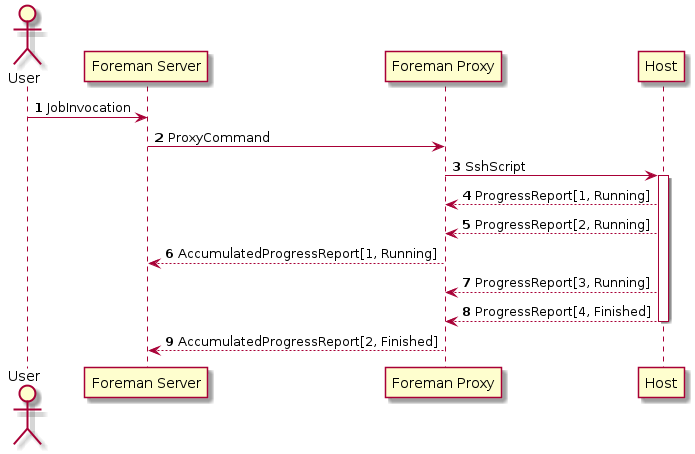 User
Foreman Server
Foreman Proxy
Host
1 JobInvocation
2 ProxyCommand
3 SshScript
4 ProgressReport[1, Running]
5 ProgressReport[2, Running]
6 AccumulatedProgressReport[1, Running]
7 ProgressReport[3, Running]
8 ProgressReport[4, Finished]
9 AccumulatedProgressReport[2, Finished]
User
Foreman Server
Foreman Proxy
Host